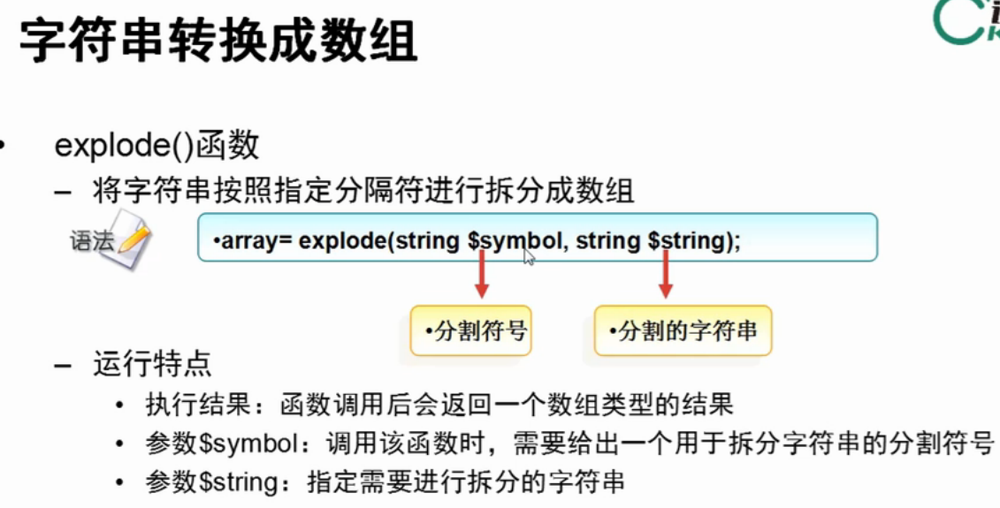 字符串转换成数组
• explode()函数
– 将字符串按照指定分隔符进行拆分成数组
语法
•array= explode(string $symbol, string $string);
•分割符号
•分割的字符串
– 运行特点
• 执行结果：函数调用后会返回一个数组类型的结果
• 参数$symbol：调用该函数时，需要给出一个用于拆分字符串的分割符号
• 参数$string：指定需要进行拆分的字符串